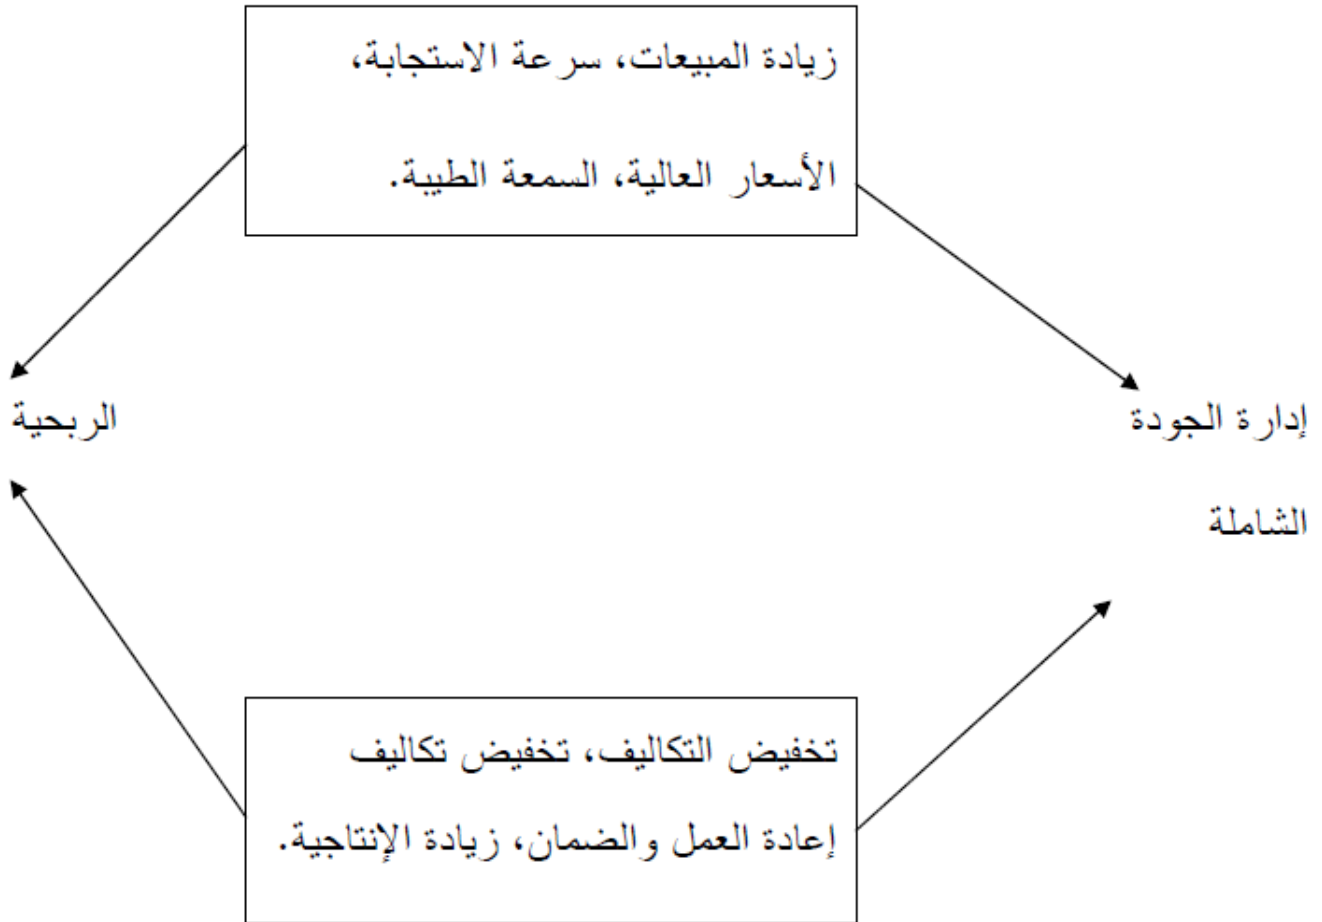 زيادة المبيعات، سرعة الاستجابة،
الأسعار العالية، السمعة الطيبة.
إدارة الجودة
الشاملة
الربحية
تخفيض التكاليف، تخفيض تكاليف
إعادة العمل والضمان، زيادة الإنتاجية.